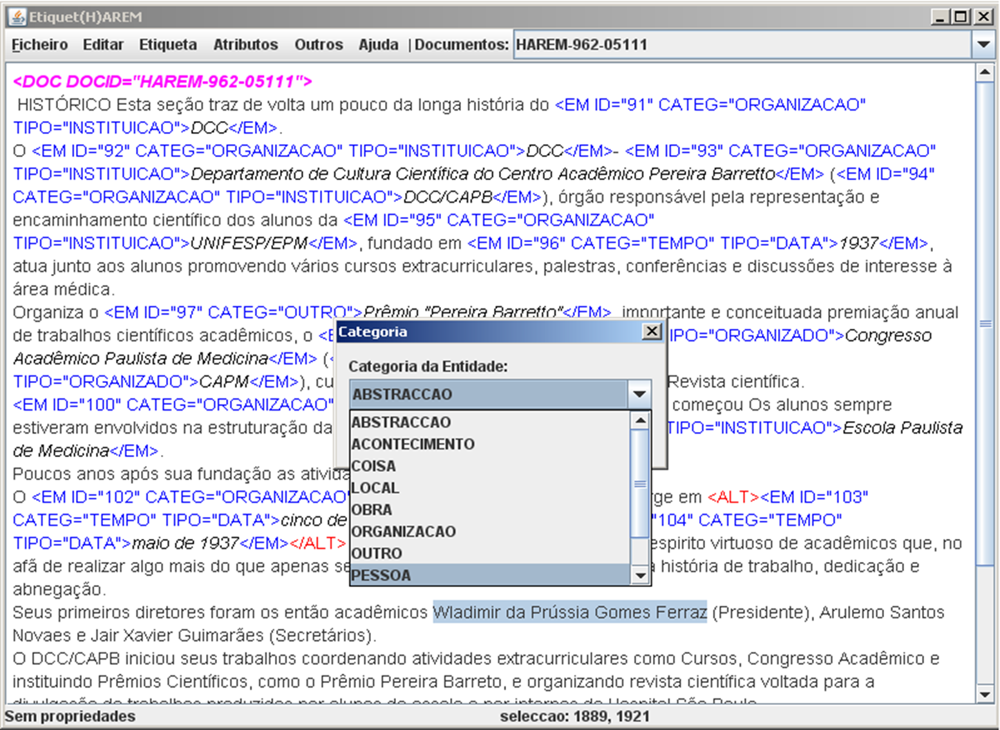 Etiquet(H)AREM
Ficheiro Editar Etiqueta Atributos Outros Ajuda | Documentos: HAREM-962-05111
<DOC DOCID="HAREM-962-05111">
HISTÓRICO Esta seção traz de volta um pouco da longa história do <EM ID="91" CATEG="ORGANIZACAO"
TIPO="INSTITUICAO">DCC</EM>.
O <EM ID="92" CATEG="ORGANIZACAO" TIPO="INSTITUICAO">DCC</EM>- <EM ID="93" CATEG="ORGANIZACAO"
TIPO="INSTITUICAO">Departamento de Cultura Científica do Centro Acadêmico Pereira Barretto</EM> (<EM ID="94"
CATEG="ORGANIZACAO" TIPO="INSTITUICAO">DCC/CAPB</EM>), órgão responsável pela representação e
encaminhamento científico dos alunos da <EM ID="95" CATEG="ORGANIZACAO"
TIPO="INSTITUICAO">UNIFESP/EPM</EM>, fundado em <EM ID="96" CATEG="TEMPO" TIPO="DATA">1937</EM>,
atua junto aos alunos promovendo vários cursos extracurriculares, palestras, conferências e discussões de interesse à
área médica.
Organiza o <EM ID="97" CATEG="OUTRO">Prêmio "Pereira Barretto"</EM> importante e conceituada premiação anual
de trabalhos científicos acadêmicos, o IPO="ORGANIZADO">Congresso
Acadêmico Paulista de Medicina</EM> (
TIPO="ORGANIZADO">CAPM</EM>), cu Revista científica.
<EM ID="100" CATEG="ORGANIZACAO" começou Os alunos sempre
estiveram envolvidos na estruturação da TIPO="INSTITUICAO">Escola Paulista
de Medicina</EM>.
Poucos anos após sua fundação as ativida
O <EM ID="102" CATEG="ORGANIZACAO rge em <ALT><EM ID="103"
CATEG="TEMPO" TIPO="DATA">cinco de "104" CATEG="TEMPO"
TIPO="DATA">maio de 1937</EM></ALT> espirito virtuoso de acadêmicos que, no
afã de realizar algo mais do que apenas se a história de trabalho, dedicação e
abnegação.
Seus primeiros diretores foram os então acadêmicos Wladimir da Prússia Gomes Ferraz (Presidente), Arulemo Santos
Novaes e Jair Xavier Guimarães (Secretários).
O DCC/CAPB iniciou seus trabalhos coordenando atividades extracurriculares como Cursos, Congresso Acadêmico e
instituindo Prêmios Científicos, como o Prêmio Pereira Barreto, e organizando revista científica voltada para a
Categoria
Categoria da Entidade:
ABSTRACCAO
ABSTRACCAO
ACONTECIMENTO
COISA
LOCAL
OBRA
ORGANIZACAO
OUTRO
PESSOA
Sem propriedades
seleccao: 1889, 1921